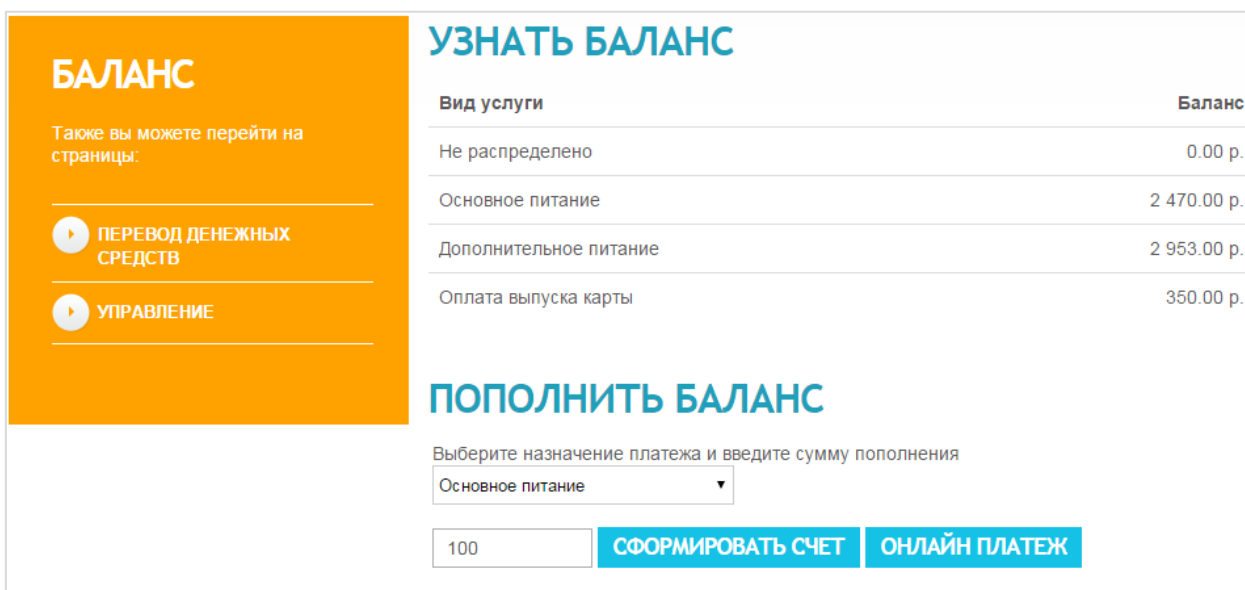 БАЛАНС
Также вы можете перейти на
страницы:
ПЕРЕВОД ДЕНЕЖНЫХ
СРЕДСТВ
УПРАВЛЕНИЕ
УЗНАТЬ БАЛАНС
Вид услуги Баланс
Не распределено 0.00 р.
Основное питание 2 470.00 р.
Дополнительное питание 2 953.00 р.
Оплата выпуска карты 350.00 р.
ПОПОЛНИТЬ БАЛАНС
Выберите назначение платежа и введите сумму пополнения
Основное питание
100 СФОРМИРОВАТЬ СЧЕТ ОНЛАЙН ПЛАТЕЖ